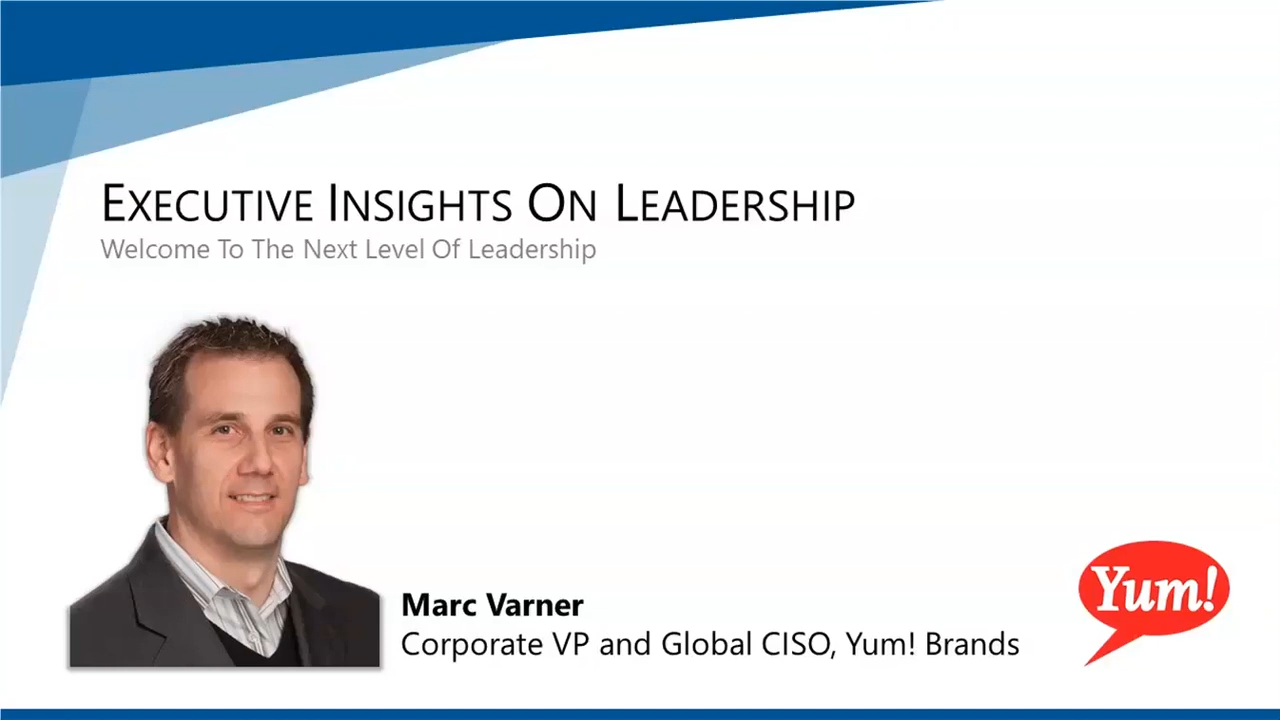 EXECUTIVE INSIGHTS ON LEADERSHIP
Welcome To The Next Level Of Leadership
Marc Varner
Corporate VP and Global CISO, Yum! Brands
Yum!